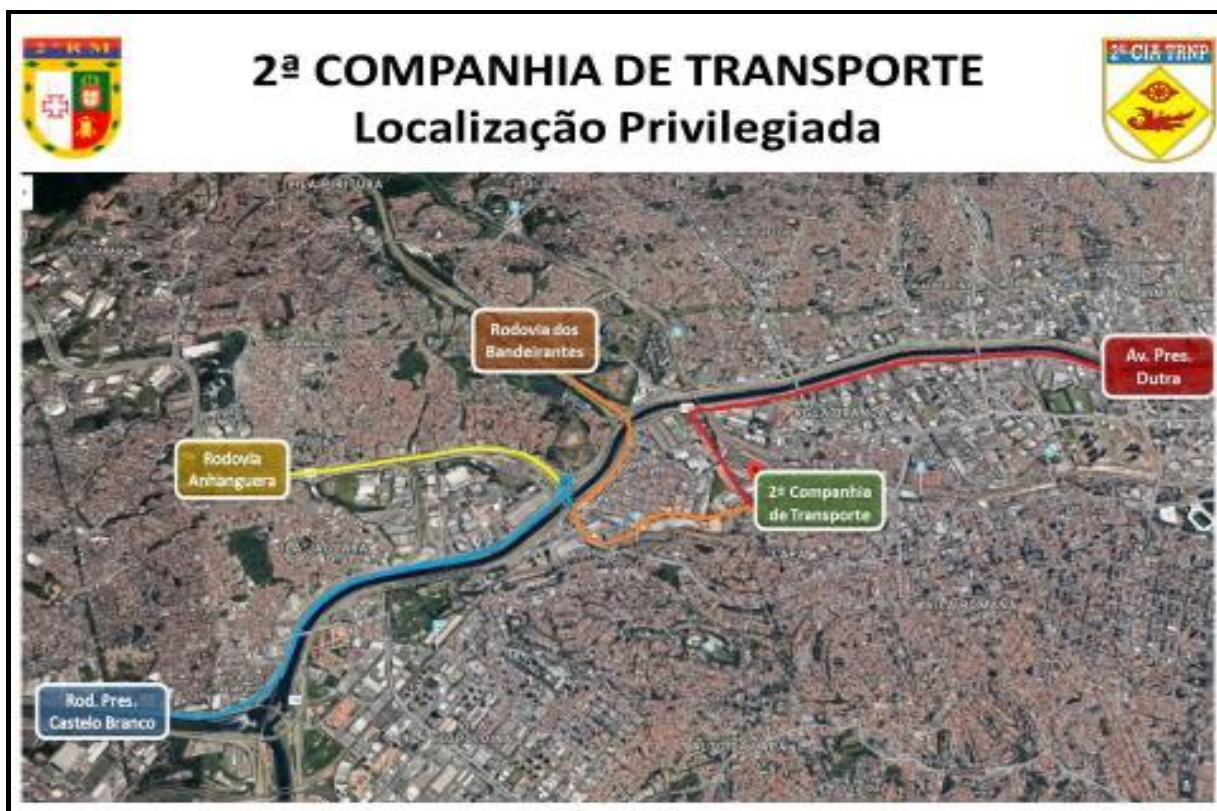 2ª R M
2ª COMPANHIA DE TRANSPORTE
Localização Privilegiada
2ª CIA TRNP
Rodovia dos
Bandeirantes
Av. Pres.
Dutra
Rodovia
Anhanguera
2ª Companhia
de Transporte
Rod. Pres.
Castelo Branco